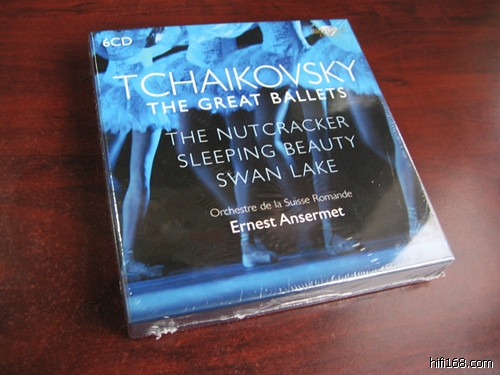 6CD
TCHAIKOVSKY
THE GREAT BALLETS
THE NUTCRACKER
SLEEPING BEAUTY
SWAN LAKE
Orchestre de la Suisse Romande
Ernest Ansermet
hifi168.com